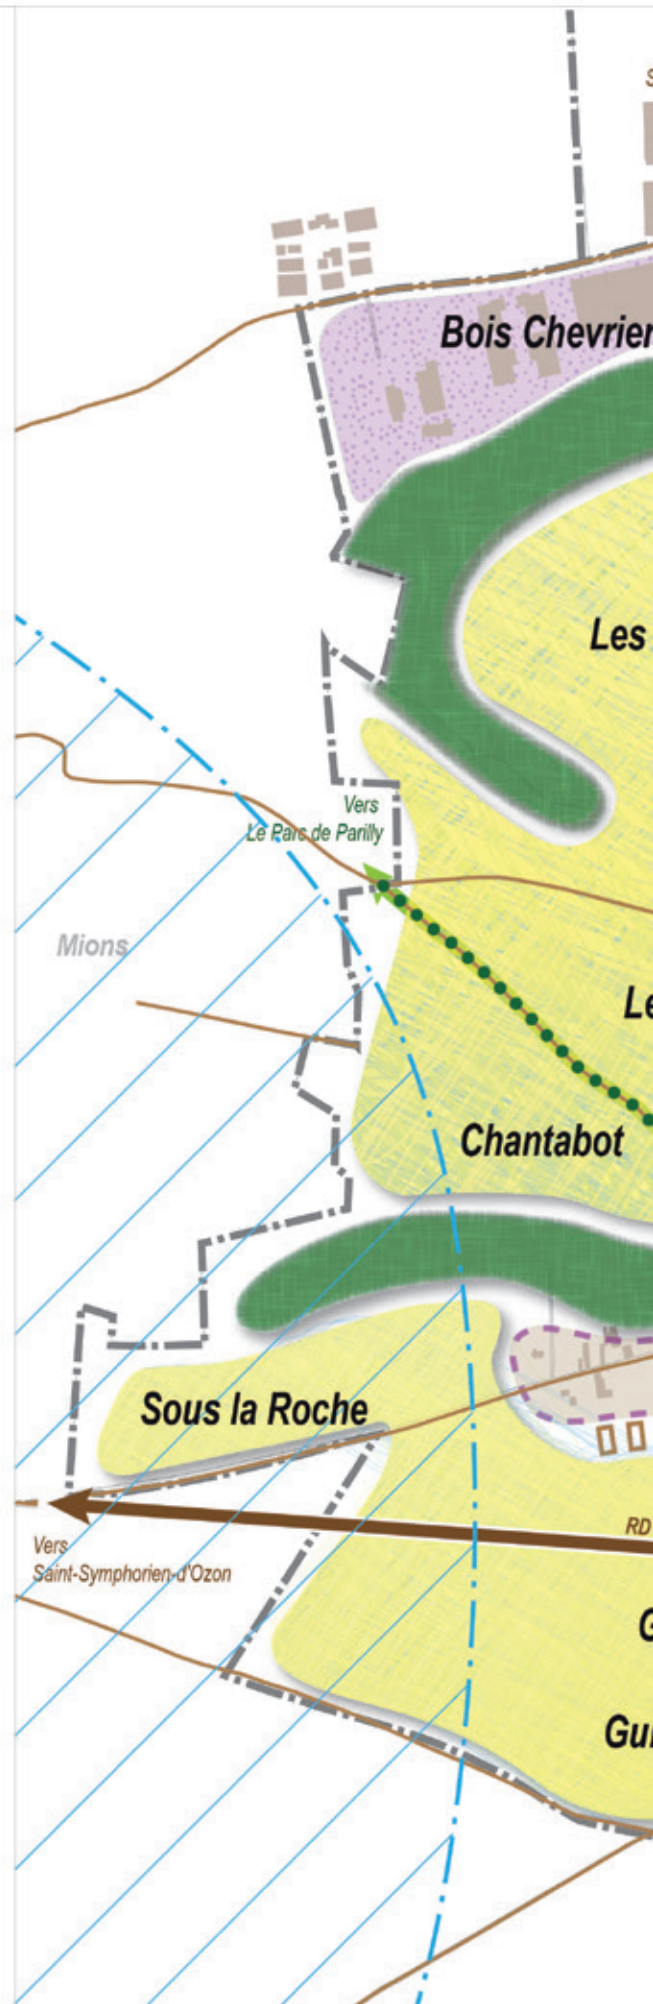 S
Bois Chevrier
Les
Vers
Le Parc de Parilly
Mions
Le
Chantabot
Sous la Roche
RD
Vers
Saint-Symphorien-d'Ozon
G
Gui